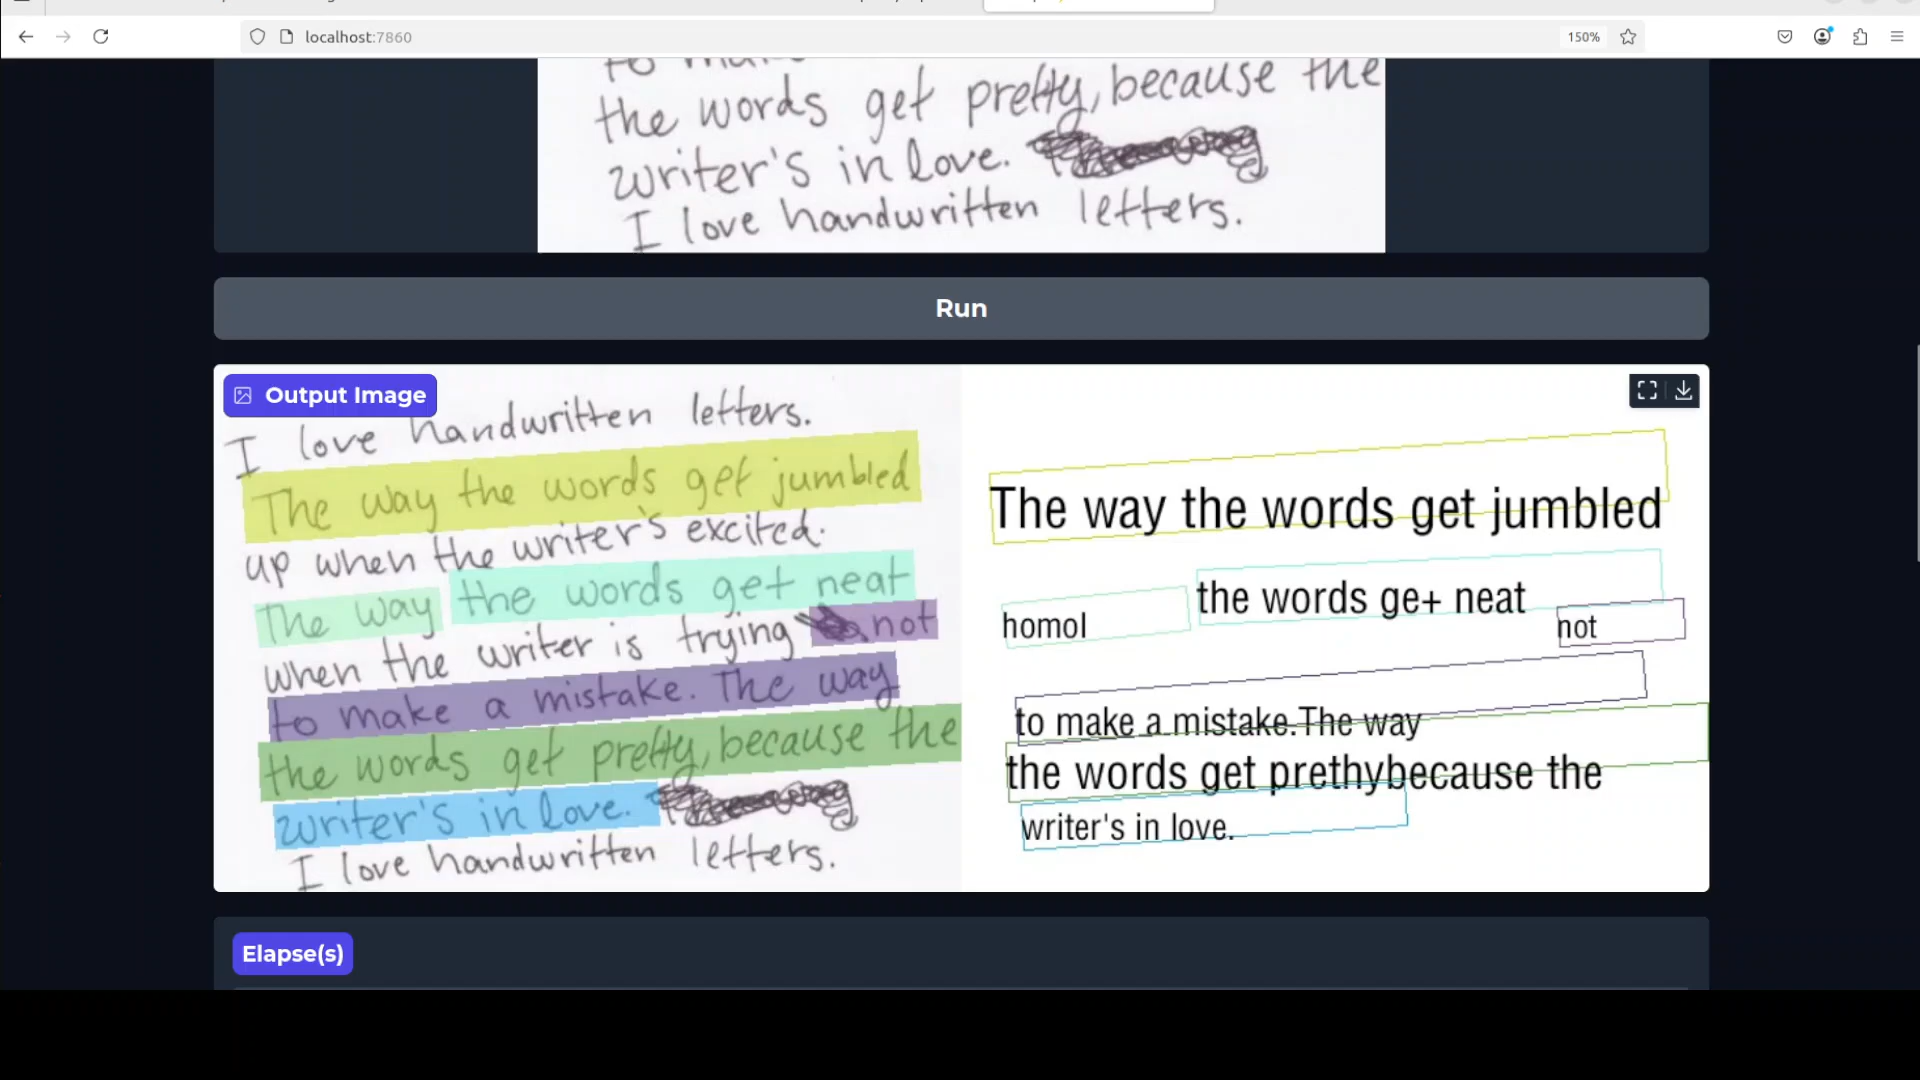 localhost:7860
150%
the words get pretty, because the
writer's in love.
I love handwritten letters.
Run
Output Image
I love handwritten letters.
The way the words get jumbled
up when the writer's excited.
The way the words get neat
when the writer is trying not
to make a mistake. The way
the words get pretty, because the
writer's in love.
I love handwritten letters.
The way the words get jumbled
homol the words ge+ neat
not
to make a mistake.The way
the words get prethybecause the
writer's in love.
Elapse(s)